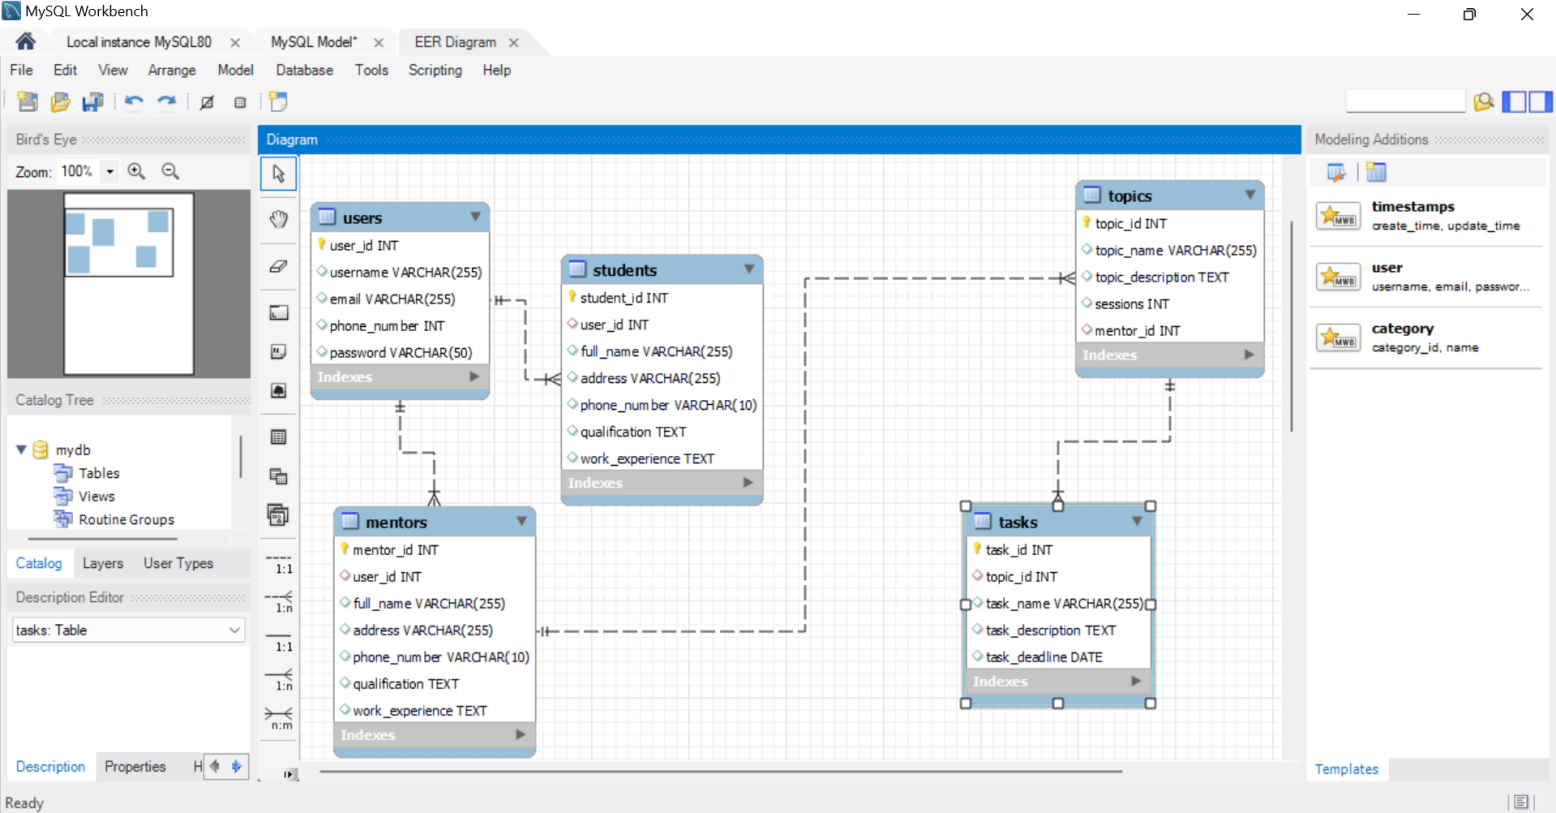 MySQL Workbench
Local instance MySQL80
MySQL Model*
EER Diagram
File Edit View Arrange Model Database Tools Scripting Help
Bird's Eye
Zoom: 100%
Diagram
users
user_id INT
username VARCHAR(255)
email VARCHAR(255)
phone_number INT
password VARCHAR(50)
Indexes
students
student_id INT
user_id INT
full_name VARCHAR(255)
address VARCHAR(255)
phone_number VARCHAR(10)
qualification TEXT
work_experience TEXT
Indexes
topics
topic_id INT
topic_name VARCHAR(255)
topic_description TEXT
sessions INT
mentor_id INT
Indexes
mentors
mentor_id INT
user_id INT
full_name VARCHAR(255)
address VARCHAR(255)
phone_number VARCHAR(10)
qualification TEXT
work_experience TEXT
Indexes
tasks
task_id INT
topic_id INT
task_name VARCHAR(255)
task_description TEXT
task_deadline DATE
Indexes
1:1
1:n
1:1
1:n
n:m
Catalog Tree
mydb
Tables
Views
Routine Groups
Catalog Layers User Types
Description Editor
tasks: Table
Description Properties H
Modeling Additions
MWB
timestamps
create_time, update_time
MWB
user
username, email, passwor...
MWB
category
category_id, name
Templates
Ready